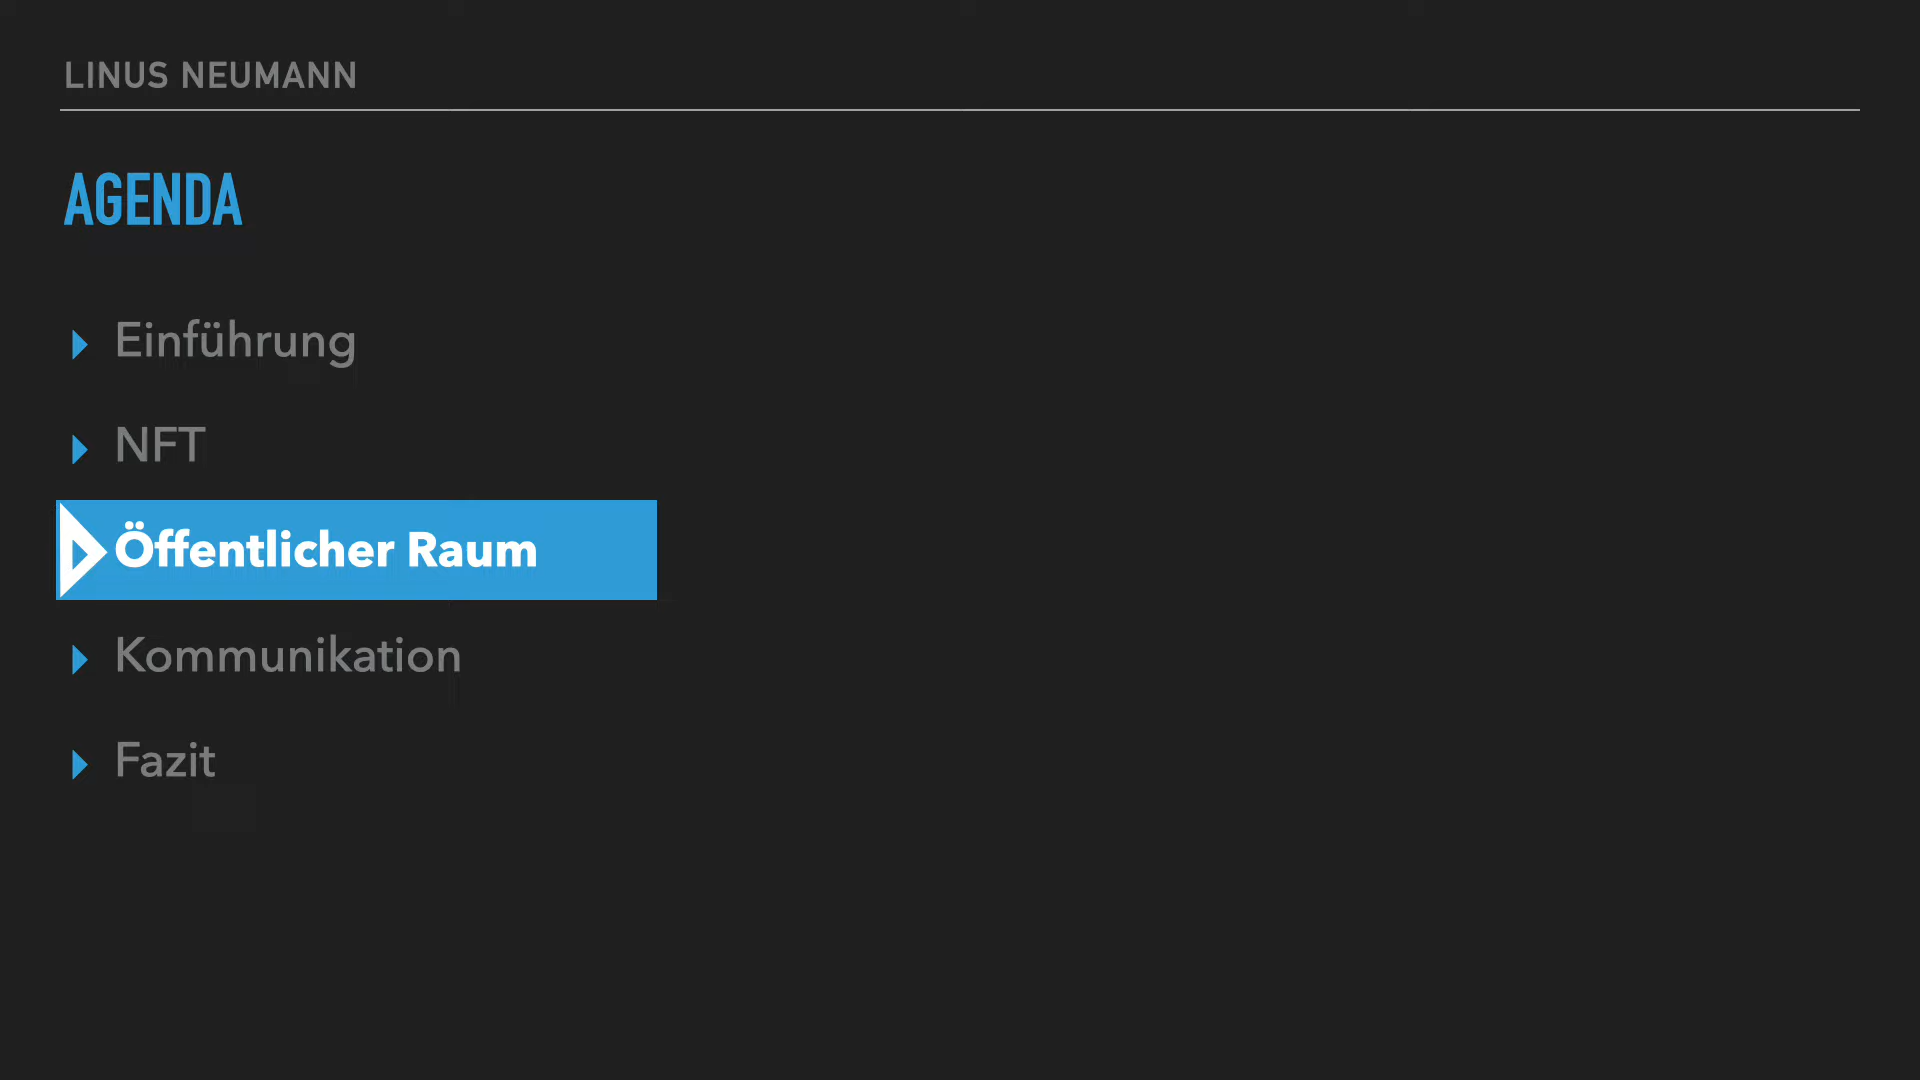 LINUS NEUMANN
AGENDA
Einführung
NFT
Öffentlicher Raum
Kommunikation
Fazit